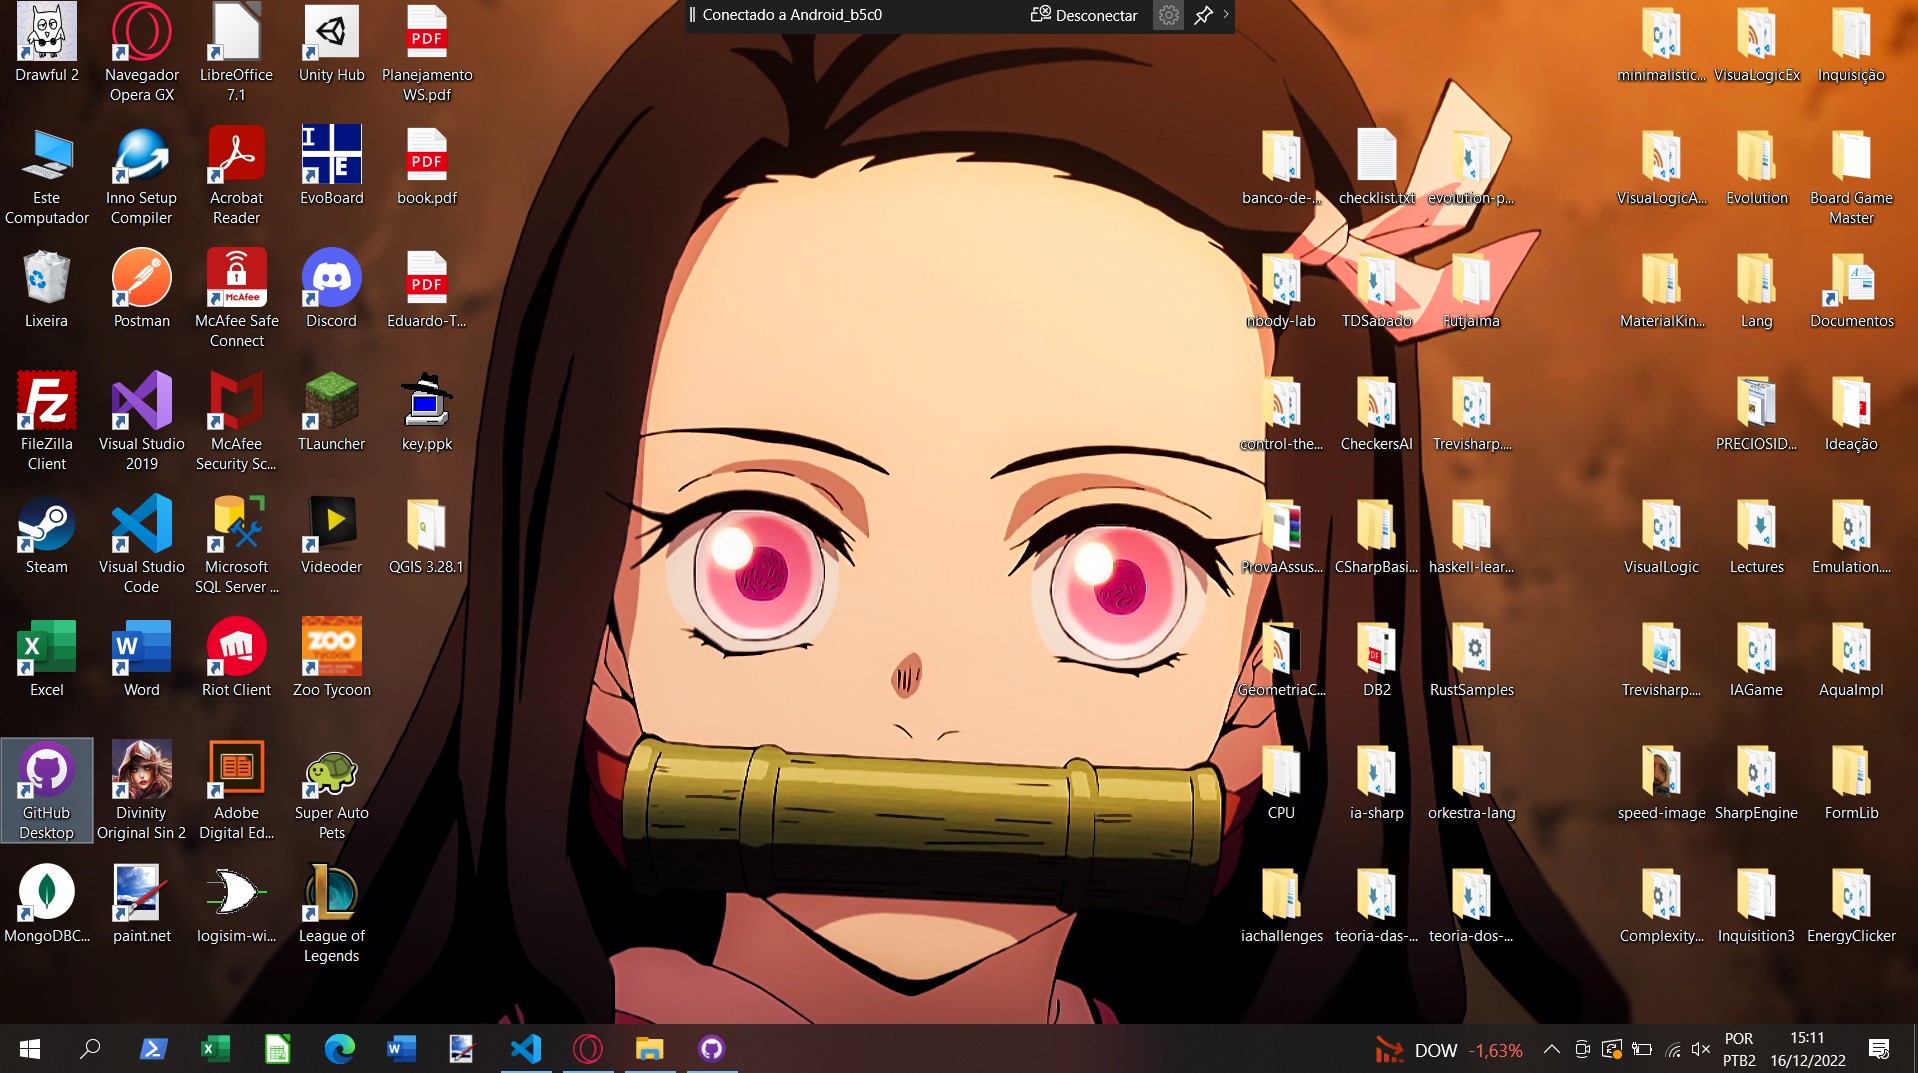 Conectado a Android_b5c0
Desconectar
Drawful 2
Navegador
Opera GX
LibreOffice
7.1
Unity Hub
Planejamento
WS.pdf
Este
Computador
Inno Setup
Compiler
Acrobat
Reader
EvoBoard
book.pdf
Lixeira
Postman
McAfee Safe
Connect
Discord
Eduardo-T...
FileZilla
Client
Visual Studio
2019
McAfee
Security Sc...
TLauncher
key.ppk
Steam
Visual Studio
Code
Microsoft
SQL Server ...
Videoder
QGIS 3.28.1
Excel
Word
Riot Client
Zoo Tycoon
GitHub
Desktop
Divinity
Original Sin 2
Adobe
Digital Ed...
Super Auto
Pets
MongoDBC...
paint.net
logisim-wi...
League of
Legends
PDF
PDF
PDF
I
E
McAfee
ZOO
TYCOON
minimalistic...
VisuaLogicEx
Inquisição
banco-de-...
checklist.txt
evolution-p...
VisuaLogicA...
Evolution
Board Game
Master
nbody-lab
TDSabado
Futjalma
MaterialKin...
Lang
Documentos
control-the...
CheckersAI
Trevisharp....
PRECIOSID...
Ideação
ProvaAssus...
CSharpBasi...
haskell-lear...
VisualLogic
Lectures
Emulation....
GeometriaC...
DB2
RustSamples
Trevisharp....
IAGame
AquaImpl
CPU
ia-sharp
orkestra-lang
speed-image
SharpEngine
FormLib
iachallenges
teoria-das-...
teoria-dos-...
Complexity...
Inquisition3
EnergyClicker
DOW -1,63%
POR
PTB2
15:11
16/12/2022